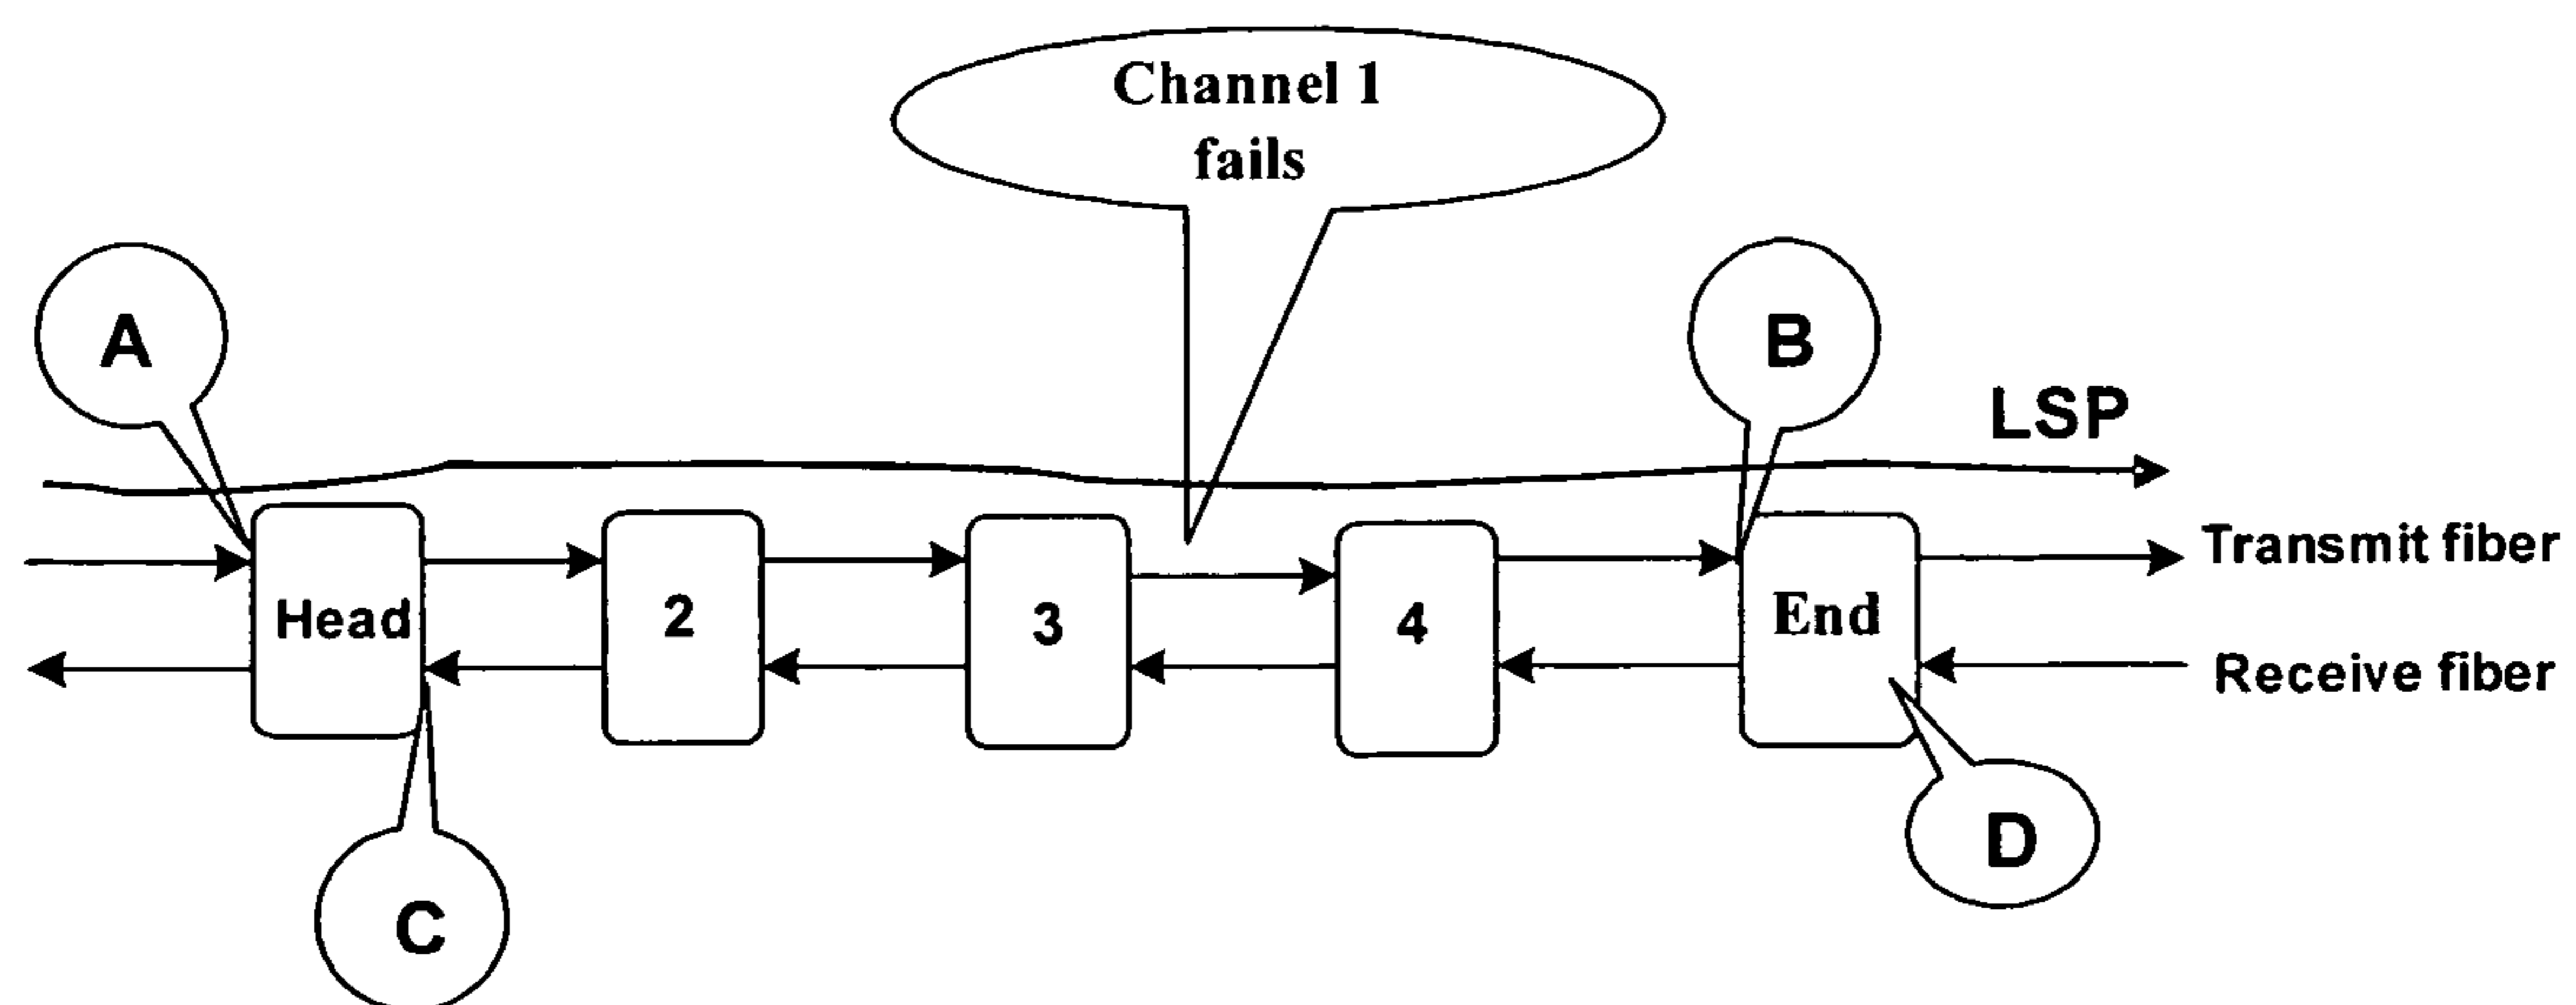 Channel 1
fails
A
B
LSP
Transmit fiber
Head
2
3
4
End
Receive fiber
D
C